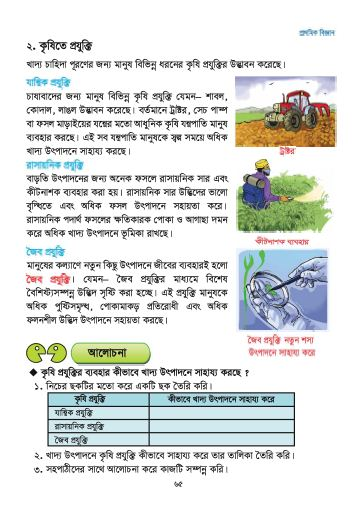 প্রাথমিক বিজ্ঞান
২. কৃষিতে প্রযুক্তি
খাদ্য চাহিদা পূরণের জন্য মানুষ বিভিন্ন ধরনের কৃষি প্রযুক্তির উদ্ভাবন করেছে।
যান্ত্রিক প্রযুক্তি
চাষাবাদের জন্য মানুষ বিভিন্ন কৃষি প্রযুক্তি যেমন– শাবল,
কোদাল, লাঙল উদ্ভাবন করেছে। বর্তমানে ট্রাক্টর, সেচ পাম্প
বা ফসল মাড়াইয়ের যন্ত্রের মতো আধুনিক কৃষি যন্ত্রপাতি মানুষ
ব্যবহার করছে। এই সব যন্ত্রপাতি মানুষকে স্বল্প সময়ে অধিক
খাদ্য উৎপাদনে সাহায্য করছে।
ট্রাক্টর
রাসায়নিক প্রযুক্তি
বাড়তি উৎপাদনের জন্য অনেক ফসলে রাসায়নিক সার এবং
কীটনাশক ব্যবহার করা হয়। রাসায়নিক সার উদ্ভিদের ভালো
বৃদ্ধিতে এবং অধিক ফসল উৎপাদনে সহায়তা করে।
রাসায়নিক পদার্থ ফসলের ক্ষতিকারক পোকা ও আগাছা দমন
করে অধিক খাদ্য উৎপাদনে ভূমিকা রাখছে।
কীটনাশক ব্যবহার
জৈব প্রযুক্তি
মানুষের কল্যাণে নতুন কিছু উৎপাদনে জীবের ব্যবহারই হলো
জৈব প্রযুক্তি। যেমন– জৈব প্রযুক্তির মাধ্যমে বিশেষ
বৈশিষ্ট্যসম্পন্ন উদ্ভিদ সৃষ্টি করা হচ্ছে। এই প্রযুক্তি মানুষকে
অধিক পুষ্টিসমৃদ্ধ, পোকামাকড় প্রতিরোধী এবং অধিক
ফলনশীল উদ্ভিদ উৎপাদনে সহায়তা করছে।
জৈব প্রযুক্তি নতুন শস্য
উৎপাদনে সাহায্য করে
আলোচনা
◆ কৃষি প্রযুক্তির ব্যবহার কীভাবে খাদ্য উৎপাদনে সাহায্য করছে ?
১. নিচের ছকটির মতো করে একটি ছক তৈরি করি।
কৃষি প্রযুক্তি কীভাবে খাদ্য উৎপাদনে সাহায্য করে
যান্ত্রিক প্রযুক্তি
রাসায়নিক প্রযুক্তি
জৈব প্রযুক্তি
২. খাদ্য উৎপাদনে কৃষি প্রযুক্তি কীভাবে সাহায্য করে তার তালিকা তৈরি করি।
৩. সহপাঠীদের সাথে আলোচনা করে কাজটি সম্পন্ন করি।
৬৫